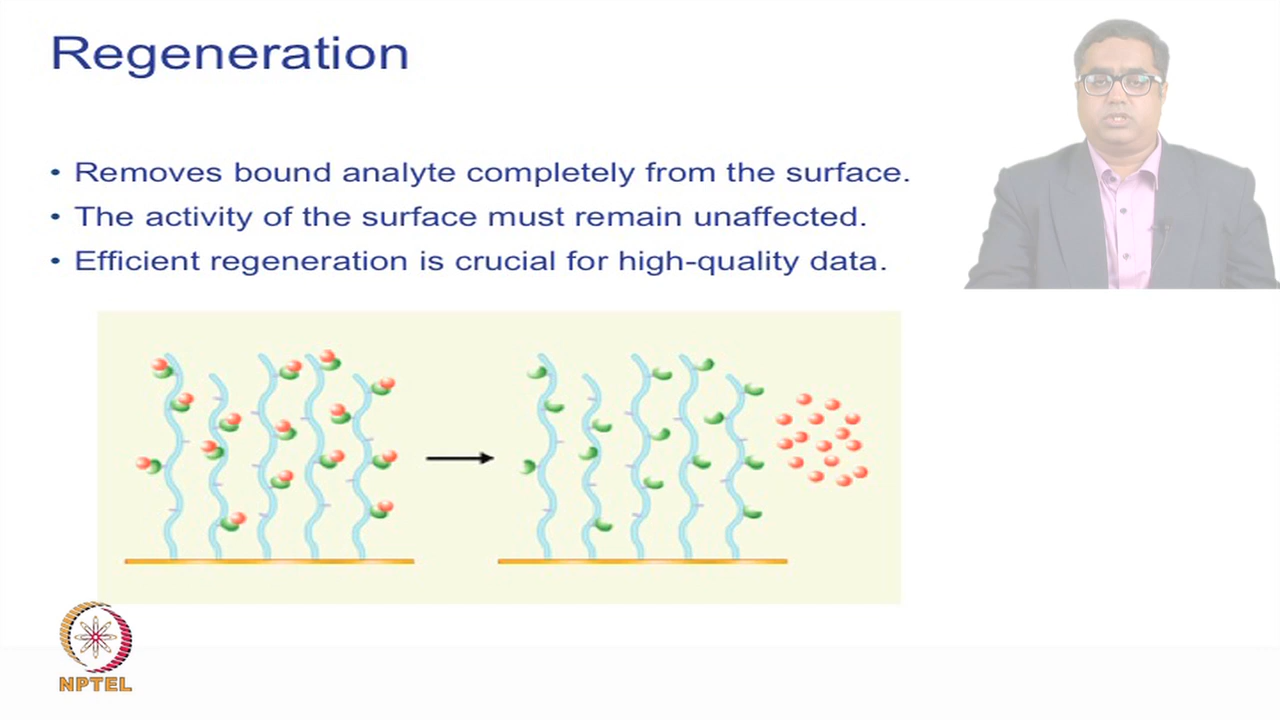 Regeneration
• Removes bound analyte completely from the surface.
• The activity of the surface must remain unaffected.
• Efficient regeneration is crucial for high-quality data.
NPTEL